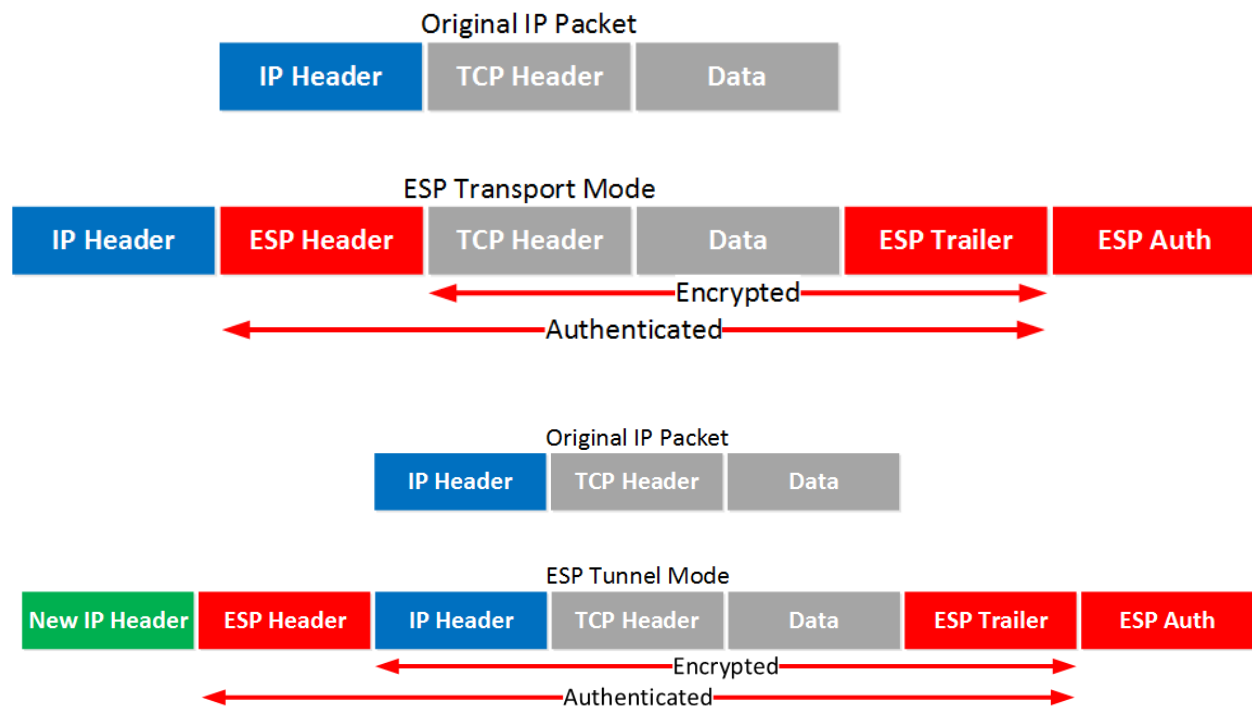 Original IP Packet
IP Header TCP Header Data
ESP Transport Mode
IP Header ESP Header TCP Header Data ESP Trailer ESP Auth
Encrypted
Authenticated
Original IP Packet
IP Header TCP Header Data
ESP Tunnel Mode
New IP Header ESP Header IP Header TCP Header Data ESP Trailer ESP Auth
Encrypted
Authenticated